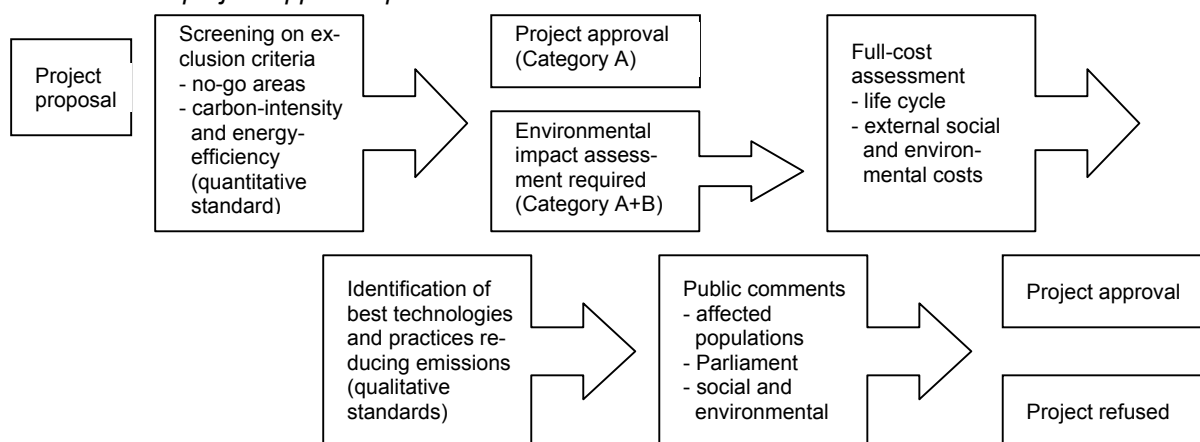 Project
proposal
Screening on ex-
clusion criteria
- no-go areas
- carbon-intensity
and energy-
efficiency
(quantitative
standard)
Project approval
(Category A)
Environmental
impact assess-
ment required
(Category A+B)
Full-cost
assessment
- life cycle
- external social
and environ-
mental costs
Identification of
best technologies
and practices re-
ducing emissions
(qualitative
standards)
Public comments
- affected
populations
- Parliament
- social and
environmental
Project approval
Project refused